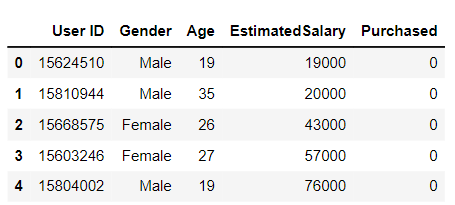 User ID Gender Age EstimatedSalary Purchased
0 15624510 Male 19 19000 0
1 15810944 Male 35 20000 0
2 15668575 Female 26 43000 0
3 15603246 Female 27 57000 0
4 15804002 Male 19 76000 0